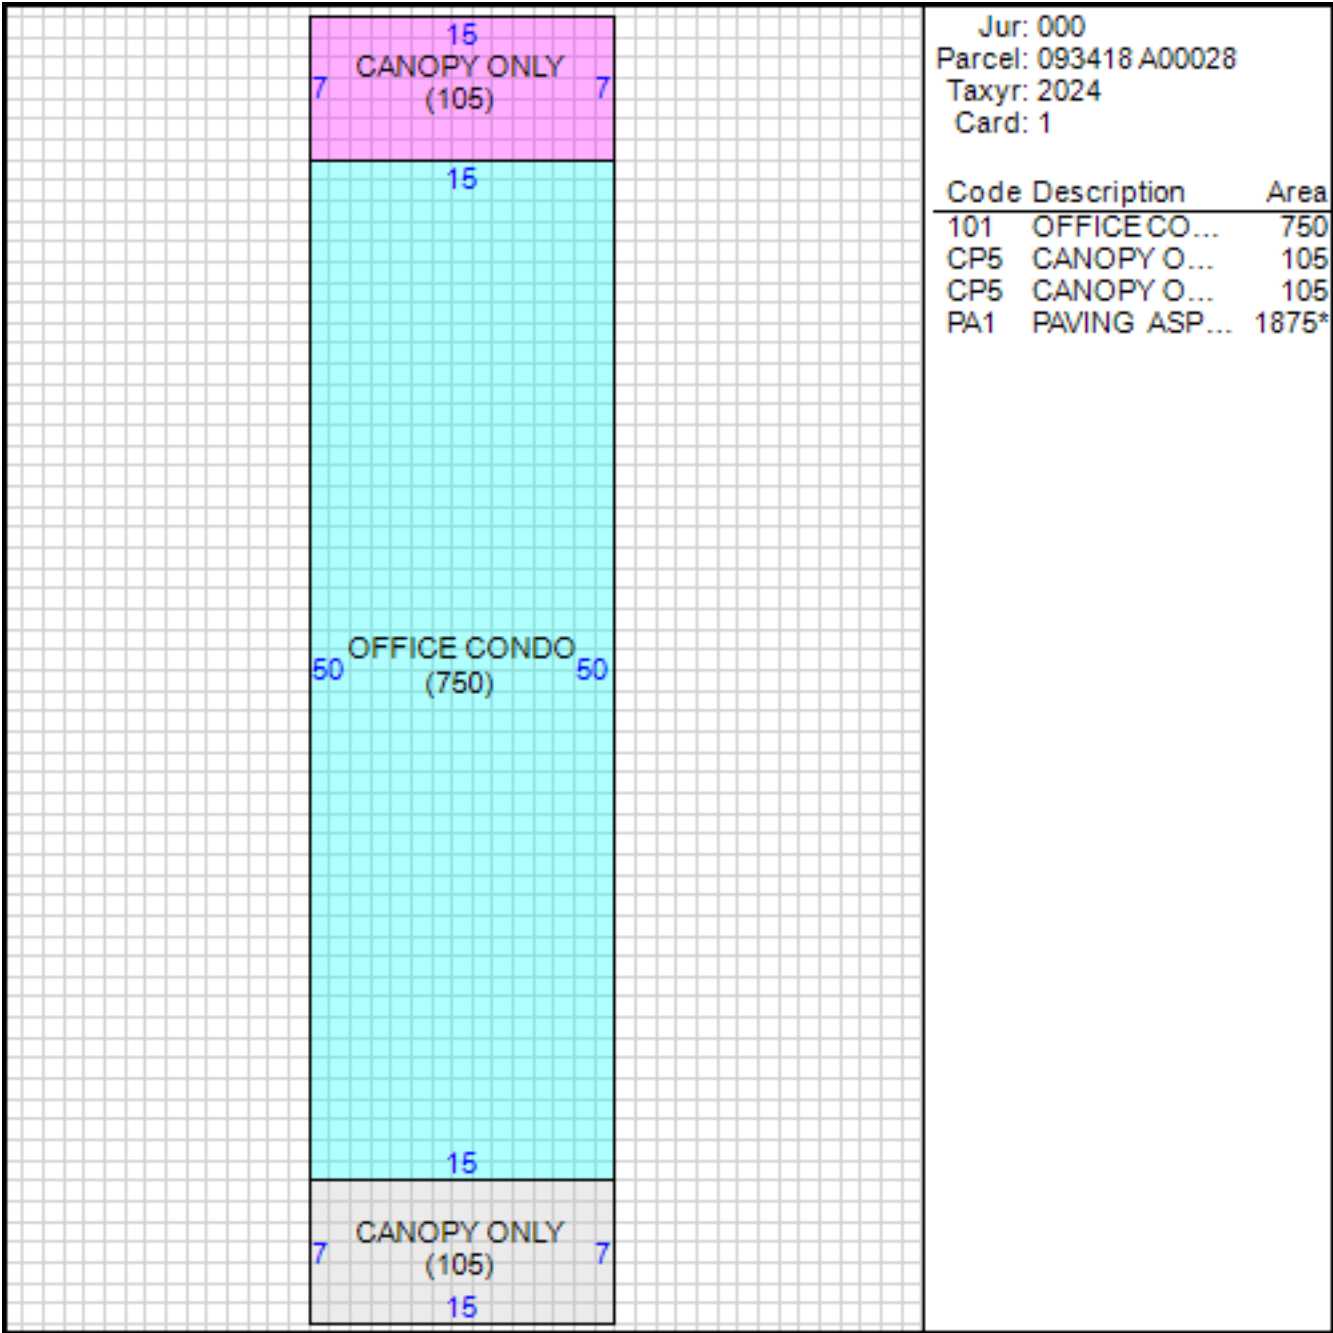 15
CANOPY ONLY
7 (105) 7
15
OFFICE CONDO
50 (750) 50
15
CANOPY ONLY
7 (105) 7
15
Jur: 000
Parcel: 093418 A00028
Taxyr: 2024
Card: 1
Code Description Area
101 OFFICE CO... 750
CP5 CANOPY O... 105
CP5 CANOPY O... 105
PA1 PAVING ASP... 1875*